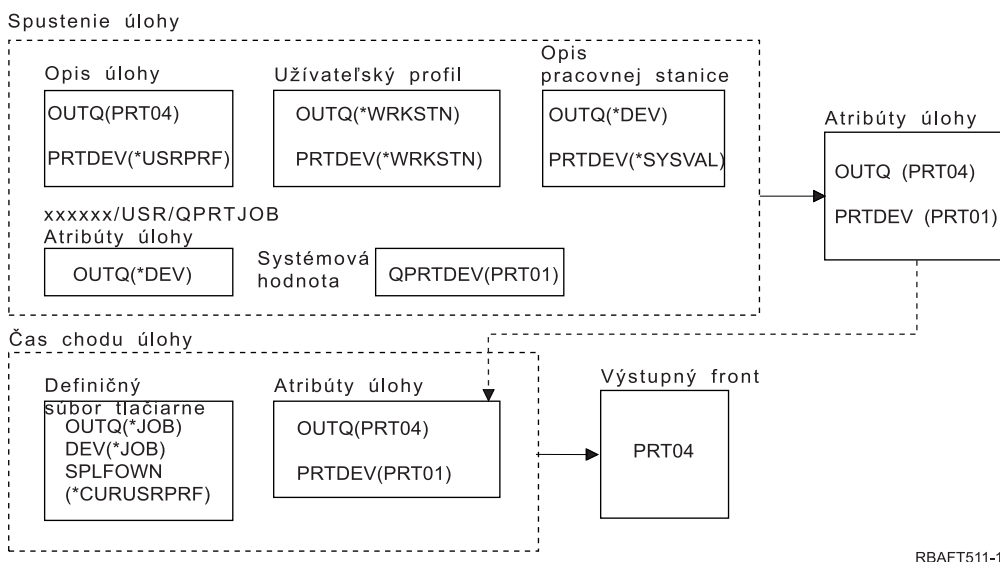 Spustenie úlohy
Opis úlohy
OUTQ(PRT04)
PRTDEV(*USRPRF)
Užívateľský profil
OUTQ(*WRKSTN)
PRTDEV(*WRKSTN)
Opis
pracovnej stanice
OUTQ(*DEV)
PRTDEV(*SYSVAL)
xxxxxx/USR/QPRTJOB
Atribúty úlohy
OUTQ(*DEV)
Systémová
hodnota
QPRTDEV(PRT01)
Atribúty úlohy
OUTQ (PRT04)
PRTDEV (PRT01)
Čas chodu úlohy
Definičný
súbor tlačiarne
OUTQ(*JOB)
DEV(*JOB)
SPLFOWN
(*CURUSRPRF)
Atribúty úlohy
OUTQ(PRT04)
PRTDEV(PRT01)
Výstupný front
PRT04
RBAFT511-1